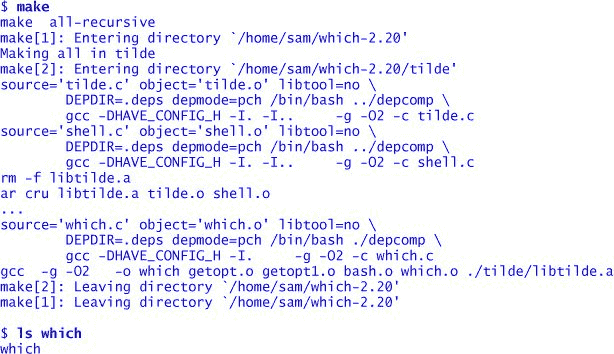 $ make
make  all-recursive
make[1]: Entering directory `/home/sam/which-2.20'
Making all in tilde
make[2]: Entering directory `/home/sam/which-2.20/tilde'
source='tilde.c' object='tilde.o' libtool=no \
        DEPDIR=.deps depmode=pch /bin/bash ../depcomp \
        gcc -DHAVE_CONFIG_H -I. -I..     -g -O2 -c tilde.c
source='shell.c' object='shell.o' libtool=no \
        DEPDIR=.deps depmode=pch /bin/bash ../depcomp \
        gcc -DHAVE_CONFIG_H -I. -I..     -g -O2 -c shell.c
rm -f libtilde.a
ar cru libtilde.a tilde.o shell.o
...
source='which.c' object='which.o' libtool=no \
        DEPDIR=.deps depmode=pch /bin/bash ./depcomp \
        gcc -DHAVE_CONFIG_H -I.      -g -O2 -c which.c
gcc  -g -O2   -o which getopt.o getopt1.o bash.o which.o ./tilde/libtilde.a
make[2]: Leaving directory `/home/sam/which-2.20'
make[1]: Leaving directory `/home/sam/which-2.20'

$ ls which
which